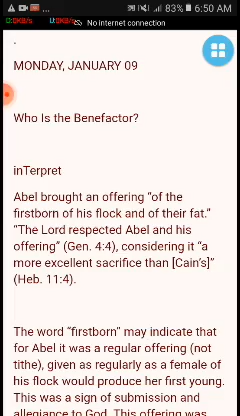 0:0KB/s U:0KB/s No internet connection 83% 6:50 AM
MONDAY, JANUARY 09
Who Is the Benefactor?
inTerpret
Abel brought an offering “of the
firstborn of his flock and of their fat.”
“The Lord respected Abel and his
offering” (Gen. 4:4), considering it “a
more excellent sacrifice than [Cain’s]”
(Heb. 11:4).
The word “firstborn” may indicate that
for Abel it was a regular offering (not
tithe), given as regularly as a female of
his flock would produce her first young.
This was a sign of submission and
allegiance to God. This offering was